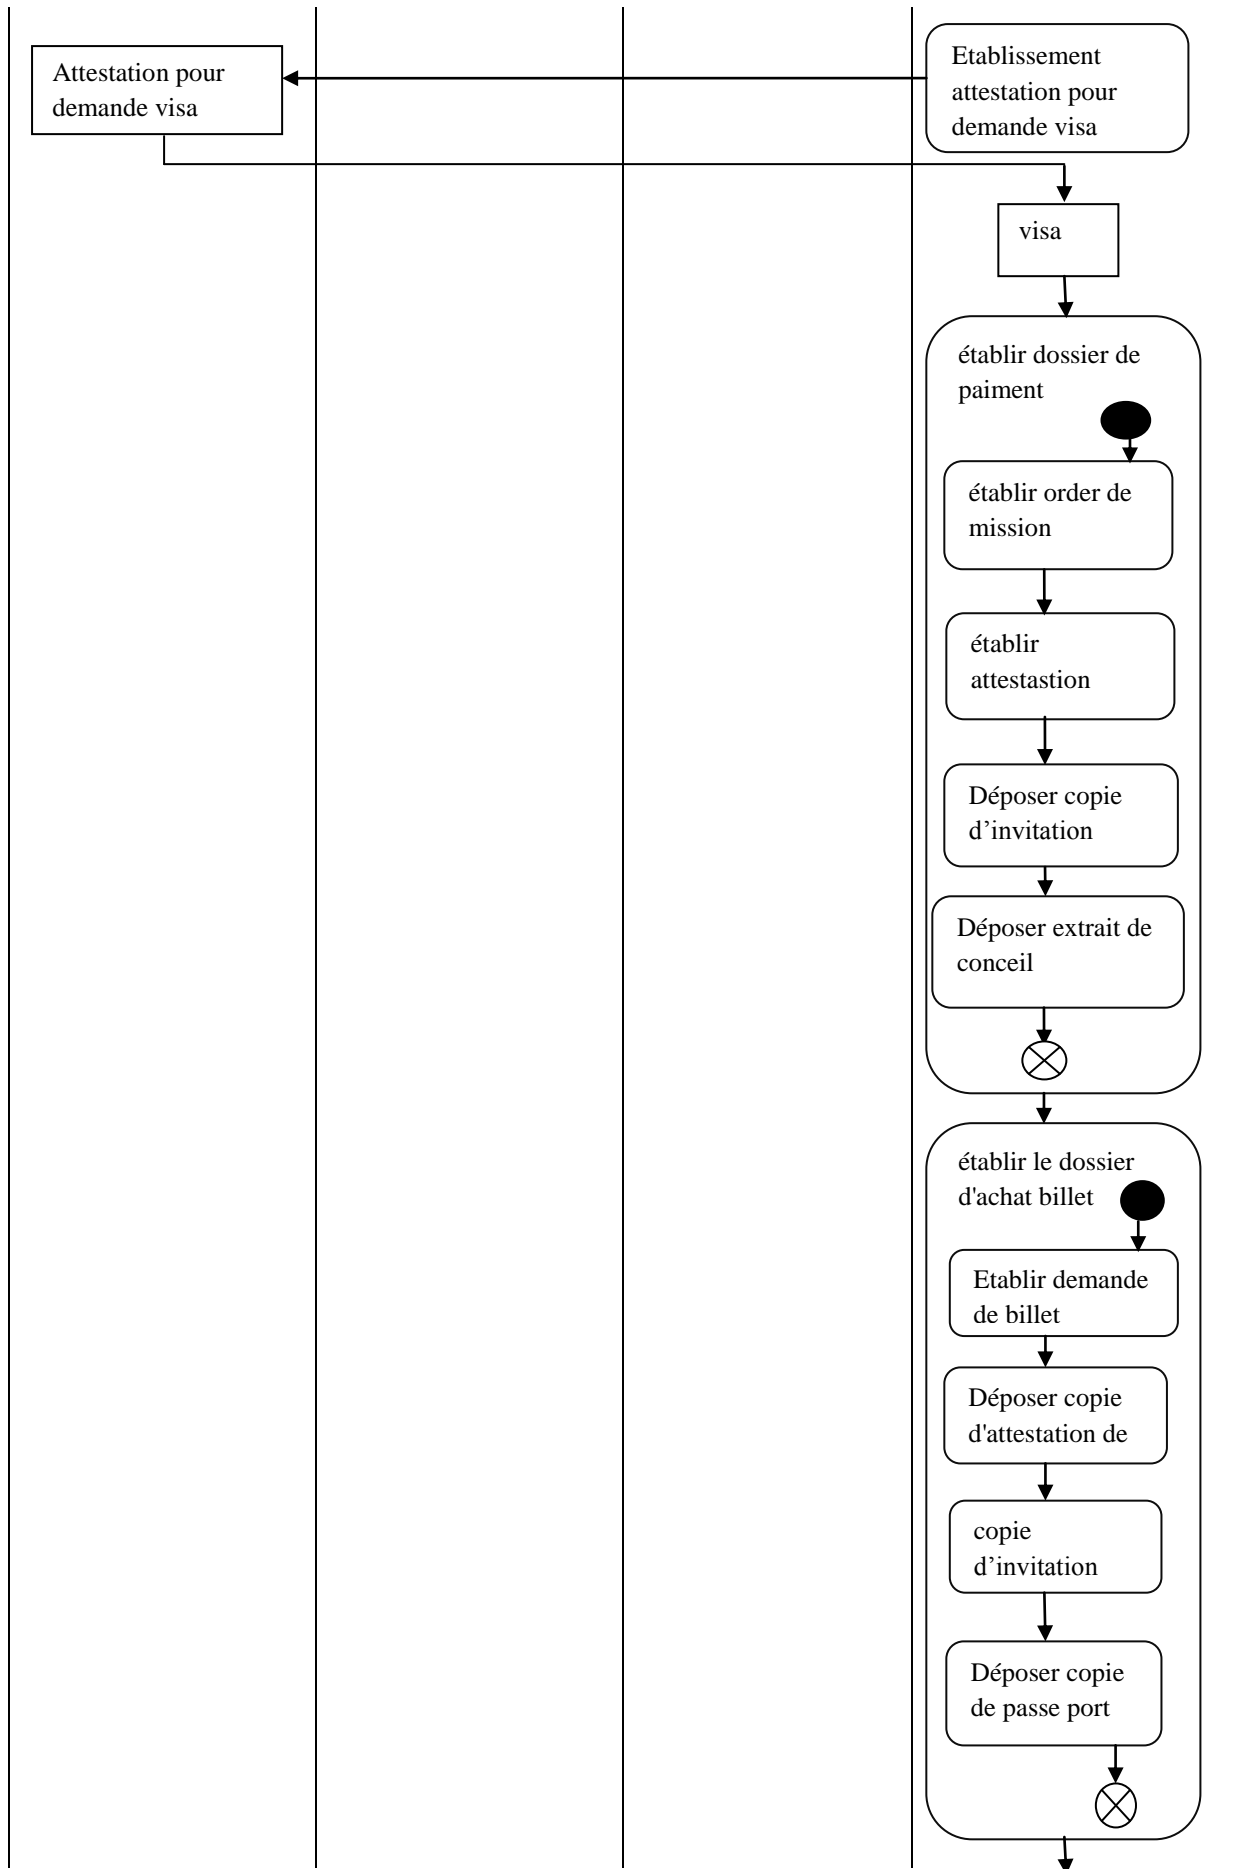 Attestation pour
demande visa
Etablissement
attestation pour
demande visa
visa
établir dossier de
paiment
établir order de
mission
établir
attestastion
Déposer copie
d’invitation
Déposer extrait de
conceil
établir le dossier
d'achat billet
Etablir demande
de billet
Déposer copie
d'attestation de
copie
d’invitation
Déposer copie
de passe port